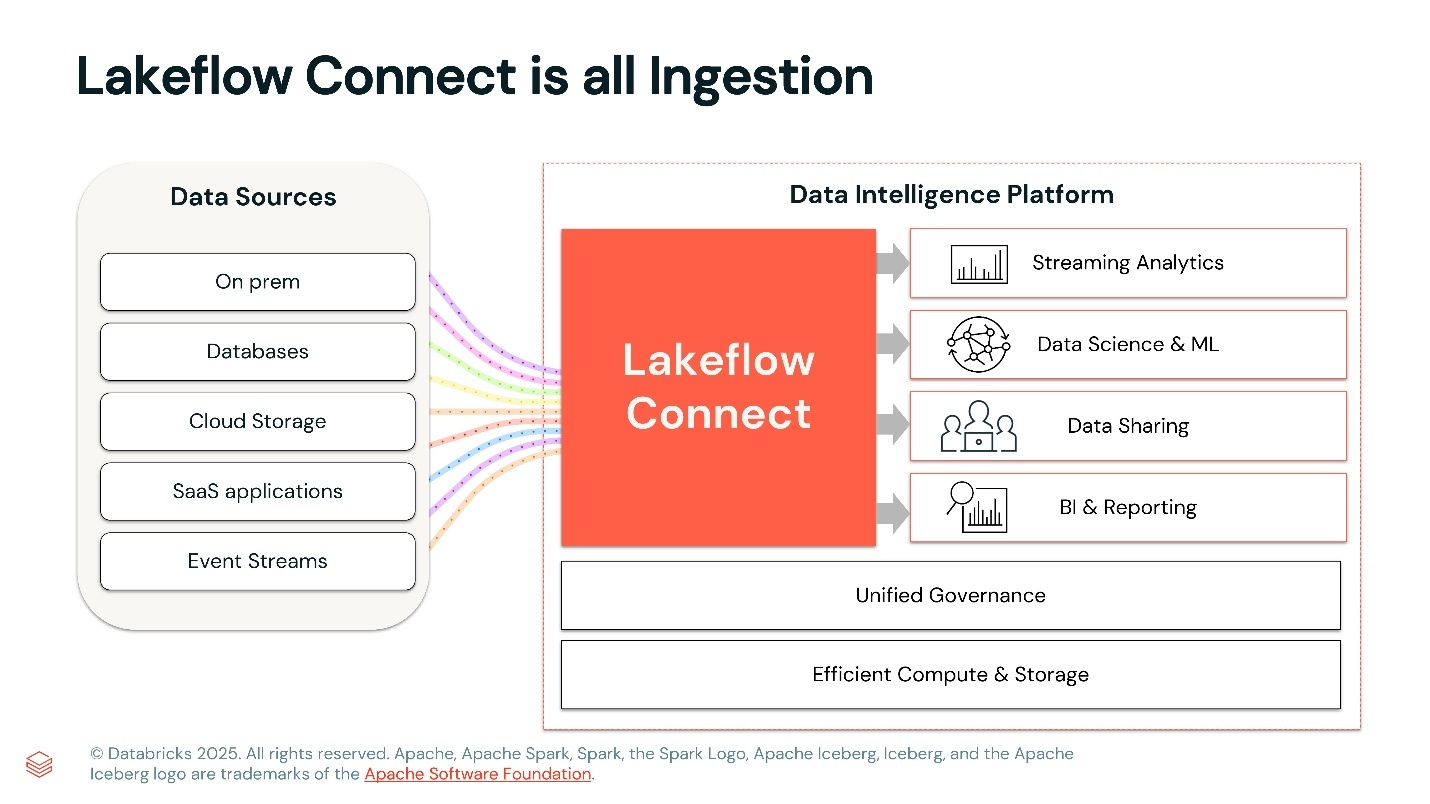 Lakeflow Connect is all Ingestion
Data Sources
On prem
Databases
Cloud Storage
SaaS applications
Event Streams
Data Intelligence Platform
Lakeflow
Connect
Streaming Analytics
Data Science & ML
Data Sharing
BI & Reporting
Unified Governance
Efficient Compute & Storage
© Databricks 2025. All rights reserved. Apache, Apache Spark, Spark, the Spark Logo, Apache Iceberg, Iceberg, and the Apache
Iceberg logo are trademarks of the Apache Software Foundation.